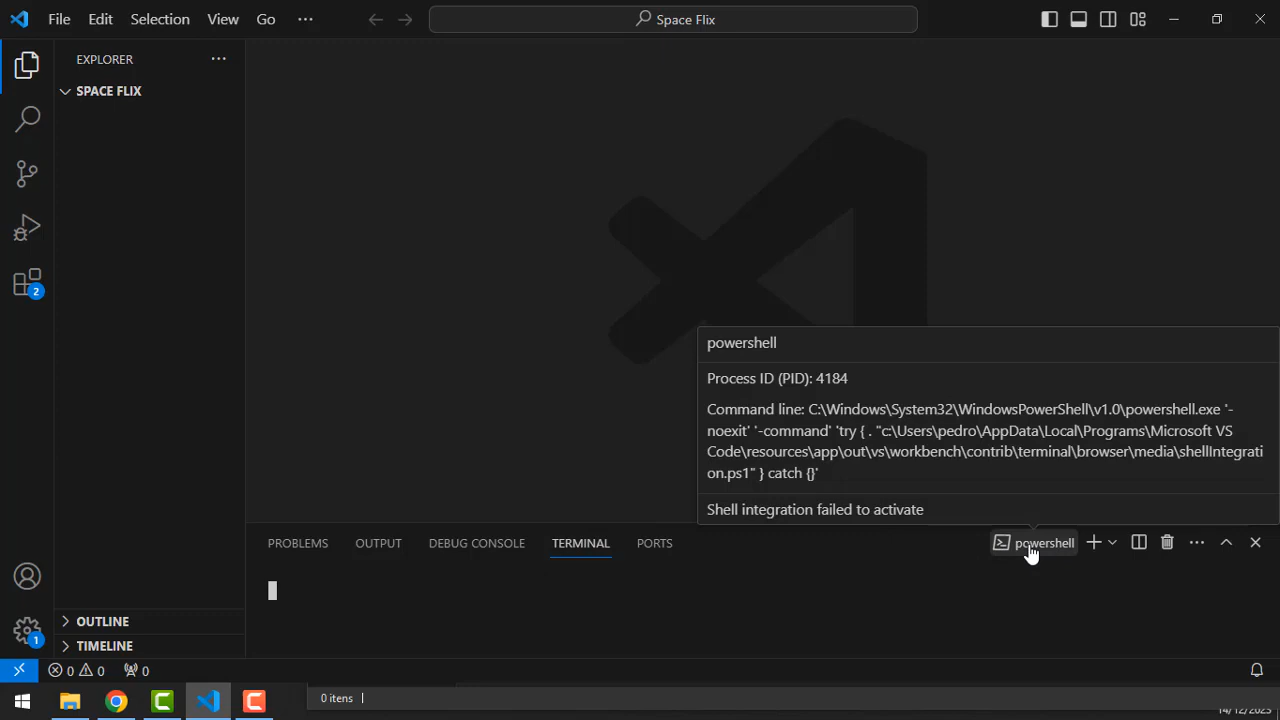 File Edit Selection View Go ···
Space Flix
EXPLORER
SPACE FLIX
2
powershell
Process ID (PID): 4184
Command line: C:\Windows\System32\WindowsPowerShell\v1.0\powershell.exe '-
noexit' '-command' 'try { . "c:\Users\pedro\AppData\Local\Programs\Microsoft VS
Code\resources\app\out\vs\workbench\contrib\terminal\browser\media\shellIntegrati
on.ps1" } catch {}'
Shell integration failed to activate
PROBLEMS OUTPUT DEBUG CONSOLE TERMINAL PORTS
powershell
OUTLINE
1
TIMELINE
0 0 0
0 itens
14/12/2023